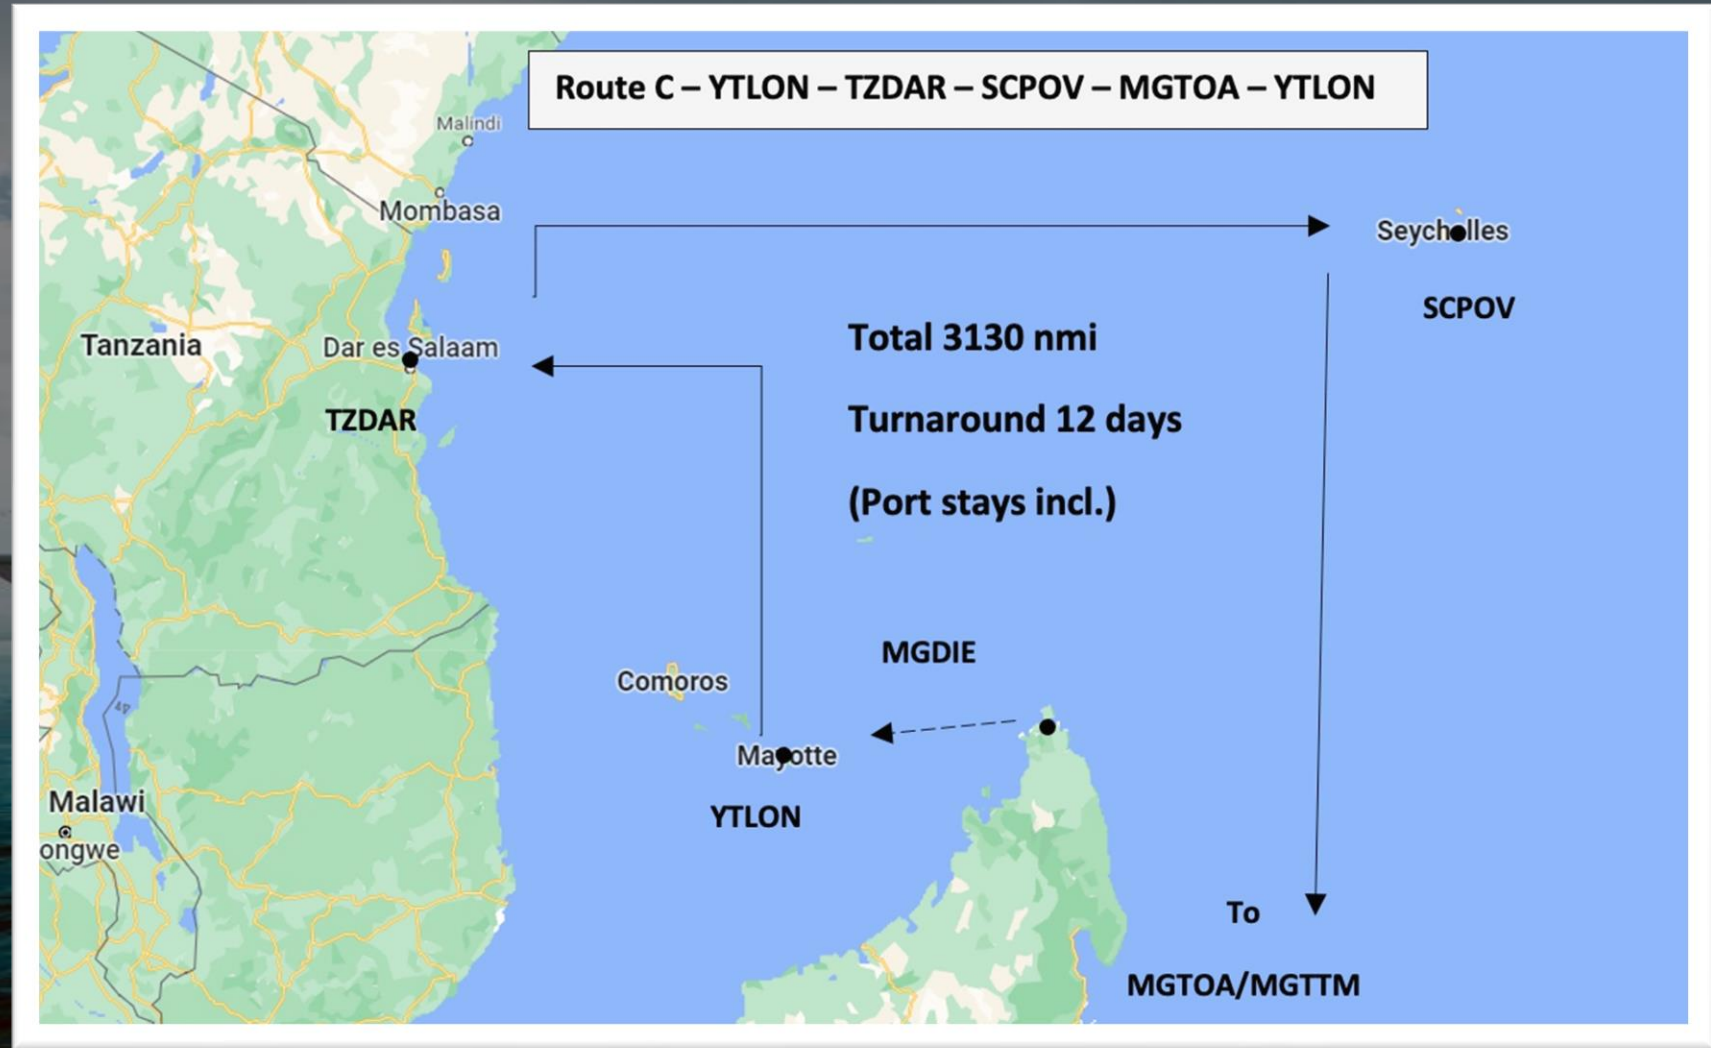 Route C – YTLON – TZDAR – SCPOV – MGTOA – YTLON
Malindi
Mombasa
Seychelles
SCPOV
Total 3130 nmi
Tanzania
Dar es Salaam
TZDAR
Turnaround 12 days
(Port stays incl.)
MGDIE
Comoros
Mayotte
YTLON
Malawi
ongwe
To
MGTOA/MGTTM